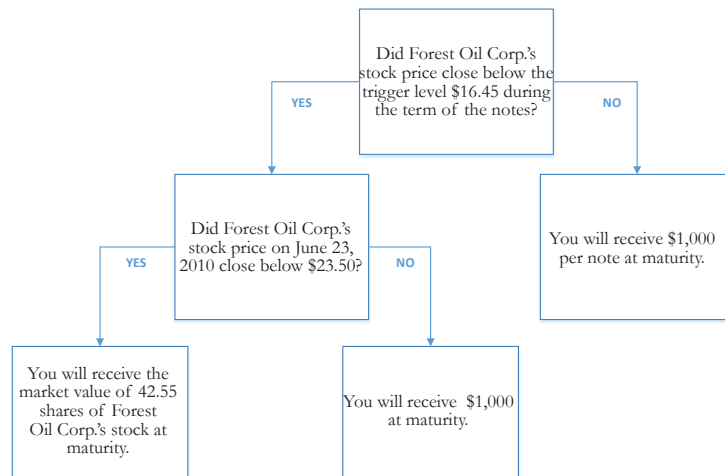 Did Forest Oil Corp.'s
stock price close below the
trigger level $16.45 during
the term of the notes?
YES
NO
Did Forest Oil Corp.'s
stock price on June 23,
2010 close below $23.50?
You will receive $1,000
per note at maturity.
YES
NO
You will receive the
market value of 42.55
shares of Forest
Oil Corp.'s stock at
maturity.
You will receive $1,000
at maturity.